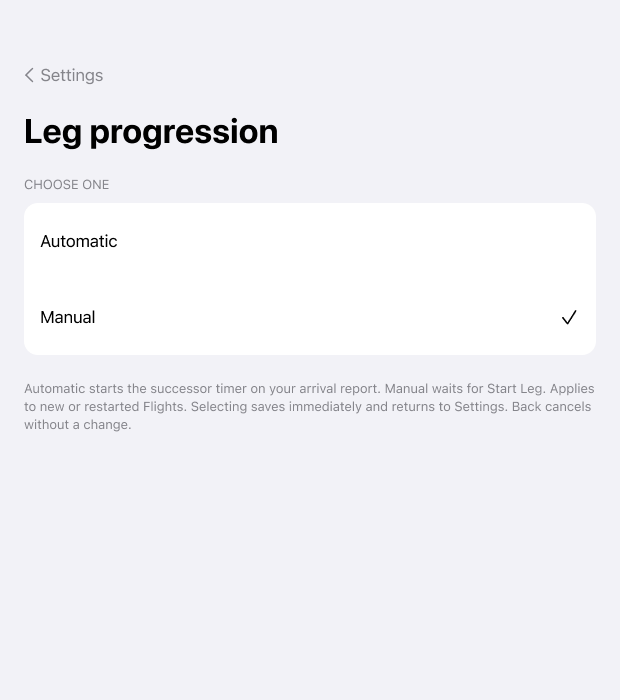 Settings
Leg progression
CHOOSE ONE
Automatic
Manual
Automatic starts the successor timer on your arrival report. Manual waits for Start Leg. Applies
to new or restarted Flights. Selecting saves immediately and returns to Settings. Back cancels
without a change.